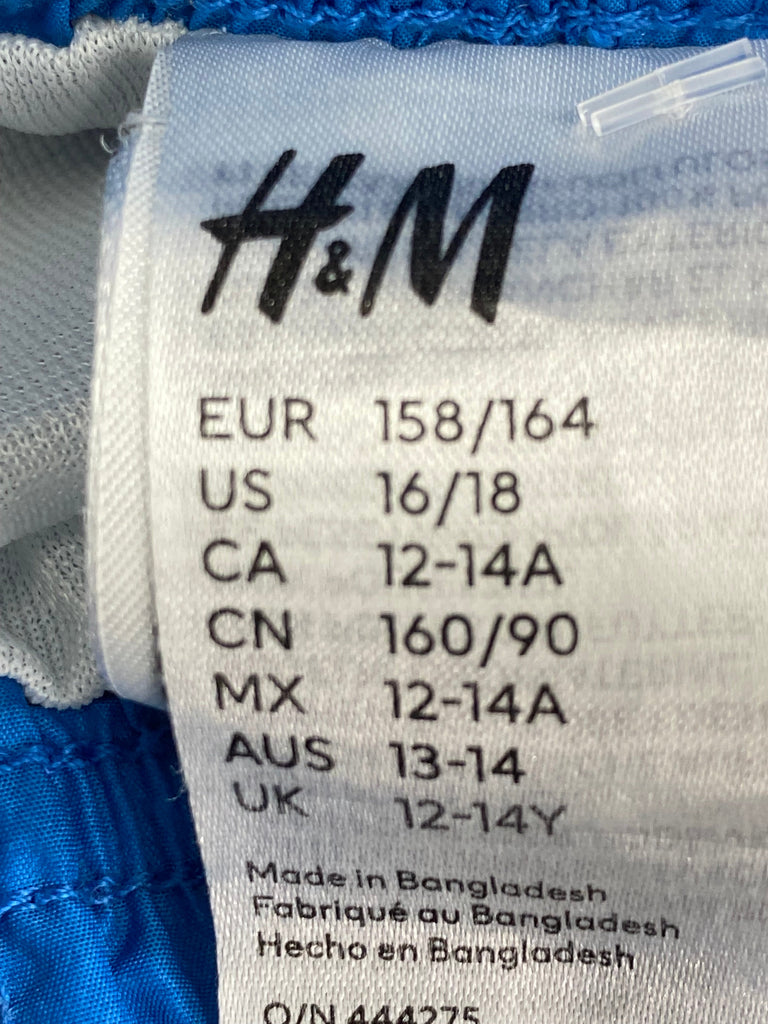 H&M
EUR 158/164
US 16/18
CA 12-14A
CN 160/90
MX 12-14A
AUS 13-14
UK 12-14Y
Made in Bangladesh
Fabriqué au Bangladesh
Hecho en Bangladesh
O/N 444275